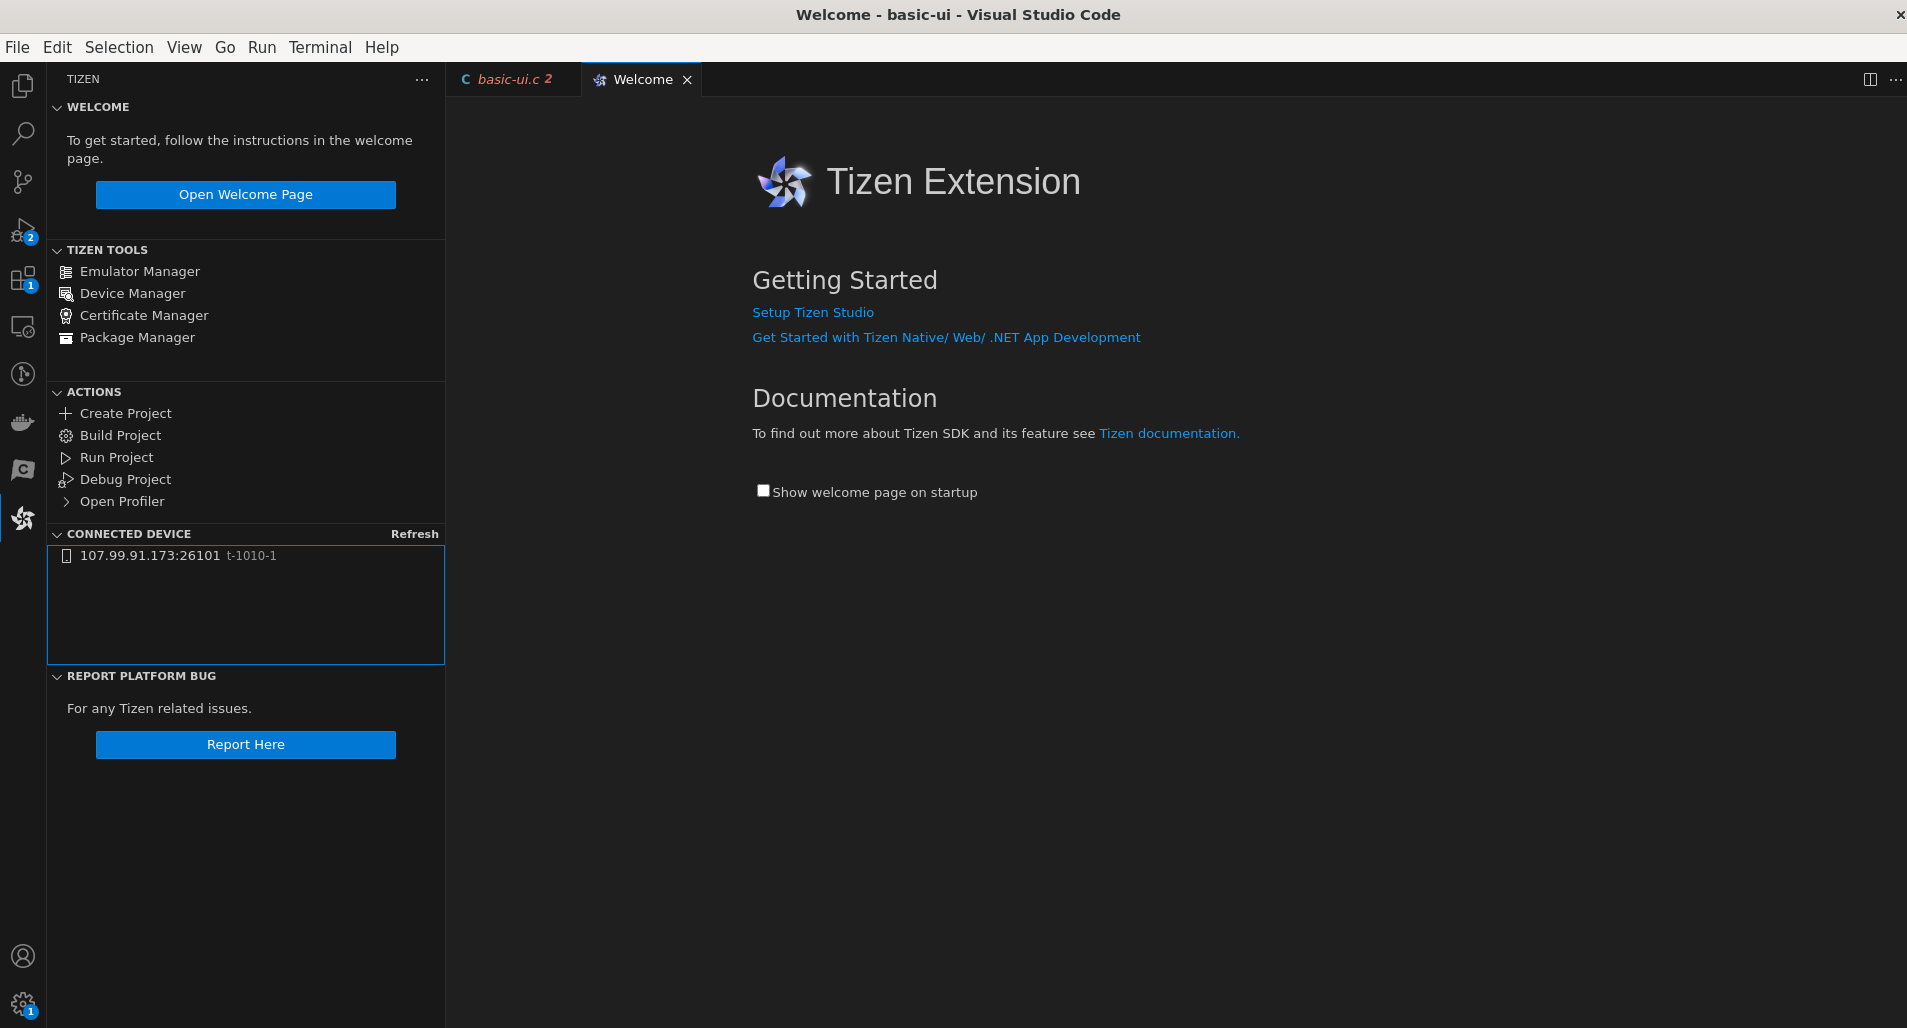 Welcome - basic-ui - Visual Studio Code
File Edit Selection View Go Run Terminal Help
TIZEN
WELCOME
To get started, follow the instructions in the welcome
page.
Open Welcome Page
TIZEN TOOLS
Emulator Manager
Device Manager
Certificate Manager
Package Manager
ACTIONS
Create Project
Build Project
Run Project
Debug Project
Open Profiler
CONNECTED DEVICE Refresh
107.99.91.173:26101 t-1010-1
REPORT PLATFORM BUG
For any Tizen related issues.
Report Here
2
1
1
C basic-ui.c 2
Welcome
Tizen Extension
Getting Started
Setup Tizen Studio
Get Started with Tizen Native/ Web/ .NET App Development
Documentation
To find out more about Tizen SDK and its feature see Tizen documentation.
Show welcome page on startup